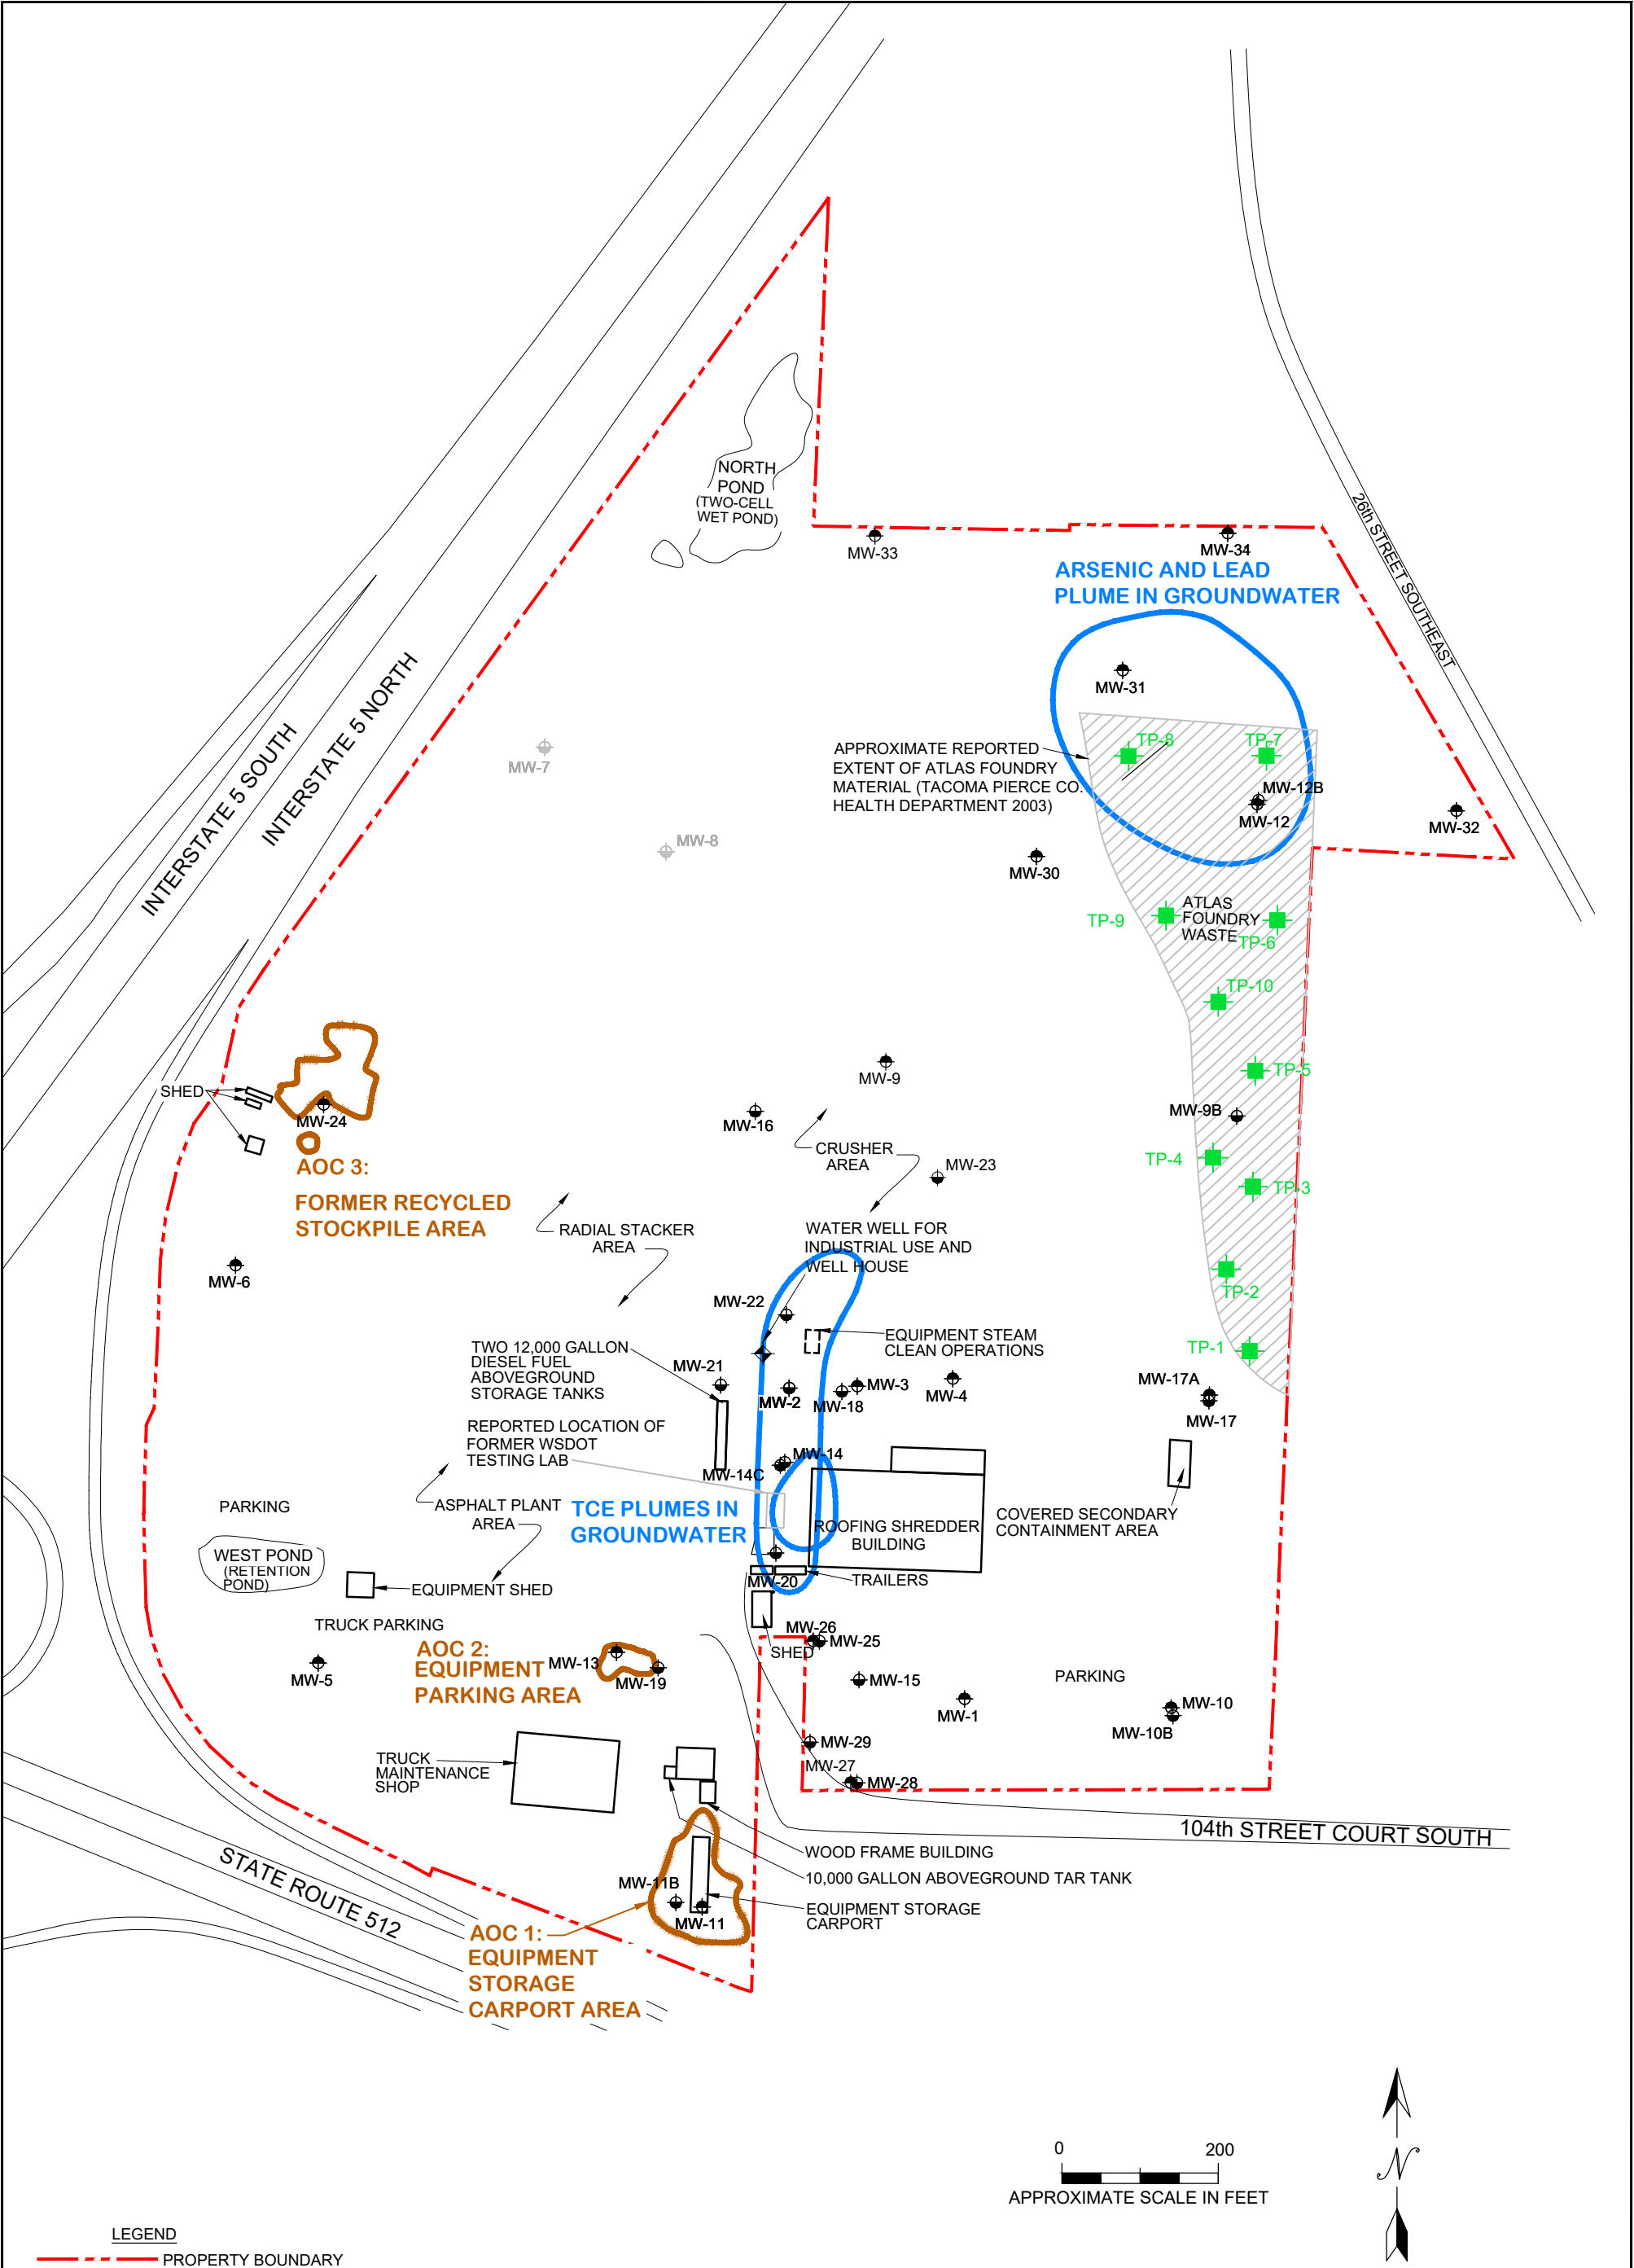 NORTH
POND
(TWO-CELL
WET POND)
26th STREET SOUTHEAST
MW-33
MW-34
ARSENIC AND LEAD
PLUME IN GROUNDWATER
INTERSTATE 5 SOUTH
INTERSTATE 5 NORTH
MW-31
MW-7
APPROXIMATE REPORTED
EXTENT OF ATLAS FOUNDRY
MATERIAL (TACOMA PIERCE CO.
HEALTH DEPARTMENT 2003)
TP-8
TP-7
MW-12B
MW-12
MW-32
MW-8
MW-30
TP-9
ATLAS
FOUNDRY
WASTE
TP-6
TP-10
MW-9
TP-5
SHED
MW-24
MW-16
MW-9B
CRUSHER
AREA
MW-23
TP-4
TP-3
AOC 3:
FORMER RECYCLED
STOCKPILE AREA
RADIAL STACKER
AREA
WATER WELL FOR
INDUSTRIAL USE AND
WELL HOUSE
MW-6
TP-2
MW-22
TWO 12,000 GALLON
DIESEL FUEL
ABOVEGROUND
STORAGE TANKS
EQUIPMENT STEAM
CLEAN OPERATIONS
TP-1
MW-21
MW-2
MW-18
MW-3
MW-4
MW-17A
MW-17
REPORTED LOCATION OF
FORMER WSDOT
TESTING LAB
MW-14C
MW-14
PARKING
ASPHALT PLANT
AREA
TCE PLUMES IN
GROUNDWATER
ROOFING SHREDDER
BUILDING
COVERED SECONDARY
CONTAINMENT AREA
WEST POND
(RETENTION
POND)
EQUIPMENT SHED
MW-20
TRAILERS
TRUCK PARKING
AOC 2:
EQUIPMENT
PARKING AREA
MW-13
MW-19
MW-26
MW-25
SHED
MW-5
MW-15
PARKING
MW-1
MW-10
MW-10B
MW-29
MW-27
MW-28
TRUCK
MAINTENANCE
SHOP
104th STREET COURT SOUTH
WOOD FRAME BUILDING
10,000 GALLON ABOVEGROUND TAR TANK
EQUIPMENT STORAGE
CARPORT
MW-11B
MW-11
STATE ROUTE 512
AOC 1:
EQUIPMENT
STORAGE
CARPORT AREA
0 200
APPROXIMATE SCALE IN FEET
N
LEGEND
PROPERTY BOUNDARY